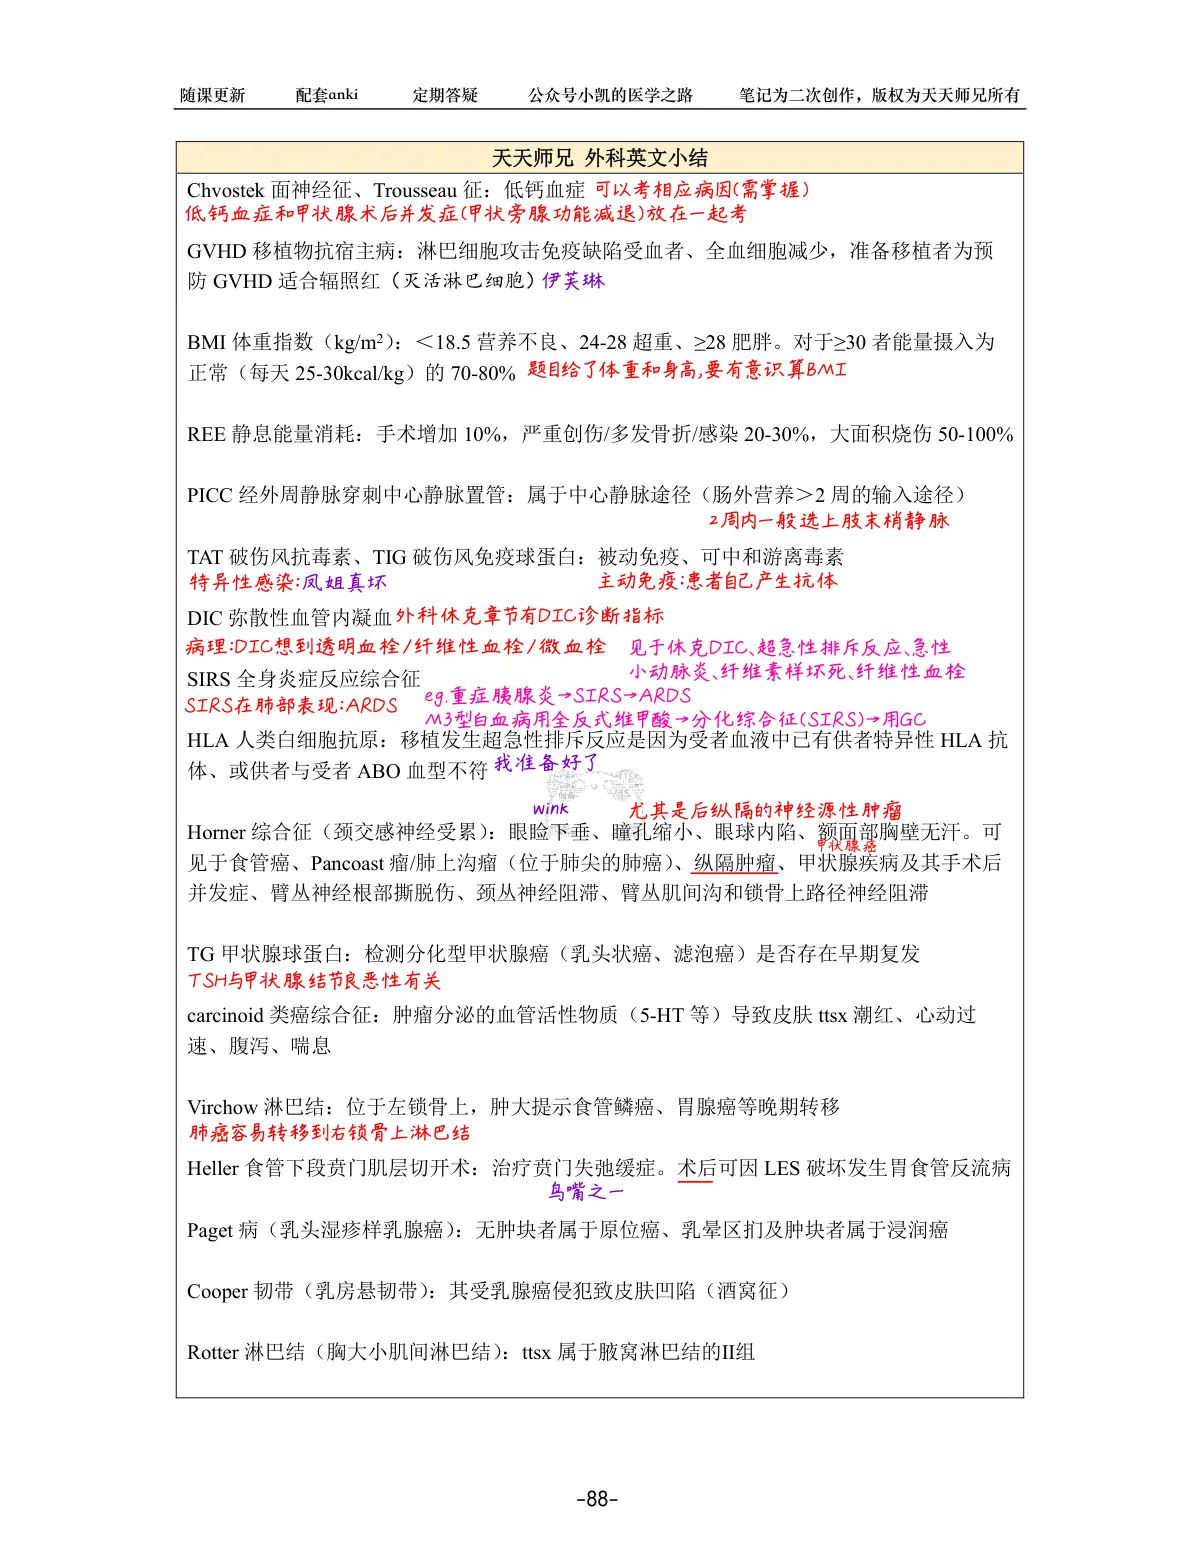 随课更新 配套anki 定期答疑 公众号小凯的医学之路 笔记为二次创作，版权为天天师兄所有
天天师兄 外科英文小结
Chvostek 面神经征、Trousseau 征：低钙血症 可以考相应病因(需掌握)
低钙血症和甲状腺术后并发症(甲状旁腺功能减退)放在一起考
GVHD 移植物抗宿主病：淋巴细胞攻击免疫缺陷受血者、全血细胞减少，准备移植者为预
防 GVHD 适合辐照红（灭活淋巴细胞）伊芙琳
BMI 体重指数（kg/m²）：＜18.5 营养不良、24-28 超重、≥28 肥胖。对于≥30 者能量摄入为
正常（每天 25-30kcal/kg）的 70-80% 题目给了体重和身高,要有意识算BMI
REE 静息能量消耗：手术增加 10%，严重创伤/多发骨折/感染 20-30%，大面积烧伤 50-100%
PICC 经外周静脉穿刺中心静脉置管：属于中心静脉途径（肠外营养＞2 周的输入途径）
2周内一般选上肢末梢静脉
TAT 破伤风抗毒素、TIG 破伤风免疫球蛋白：被动免疫、可中和游离毒素
特异性感染:凤姐真坏 主动免疫:患者自己产生抗体
DIC 弥散性血管内凝血 外科休克章节有DIC诊断指标
病理:DIC想到透明血栓/纤维性血栓/微血栓 见于休克DIC、超急性排斥反应、急性
小动脉炎、纤维素样坏死、纤维性血栓
SIRS 全身炎症反应综合征
eg.重症胰腺炎→SIRS→ARDS
SIRS在肺部表现:ARDS
M3型白血病用全反式维甲酸→分化综合征(SIRS)→用GC
HLA 人类白细胞抗原：移植发生超急性排斥反应是因为受者血液中已有供者特异性 HLA 抗
体、或供者与受者 ABO 血型不符 我准备好了
wink 尤其是后纵隔的神经源性肿瘤
Horner 综合征（颈交感神经受累）：眼睑下垂、瞳孔缩小、眼球内陷、额面部胸壁无汗。可
甲状腺癌
见于食管癌、Pancoast 瘤/肺上沟瘤（位于肺尖的肺癌）、纵隔肿瘤、甲状腺疾病及其手术后
并发症、臂丛神经根部撕脱伤、颈丛神经阻滞、臂丛肌间沟和锁骨上路径神经阻滞
TG 甲状腺球蛋白：检测分化型甲状腺癌（乳头状癌、滤泡癌）是否存在早期复发
TSH与甲状腺结节良恶性有关
carcinoid 类癌综合征：肿瘤分泌的血管活性物质（5-HT 等）导致皮肤 ttsx 潮红、心动过
速、腹泻、喘息
Virchow 淋巴结：位于左锁骨上，肿大提示食管鳞癌、胃腺癌等晚期转移
肺癌容易转移到右锁骨上淋巴结
Heller 食管下段贲门肌层切开术：治疗贲门失弛缓症。术后可因 LES 破坏发生胃食管反流病
鸟嘴之一
Paget 病（乳头湿疹样乳腺癌）：无肿块者属于原位癌、乳晕区扪及肿块者属于浸润癌
Cooper 韧带（乳房悬韧带）：其受乳腺癌侵犯致皮肤凹陷（酒窝征）
Rotter 淋巴结（胸大小肌间淋巴结）：ttsx 属于腋窝淋巴结的II组
-88-